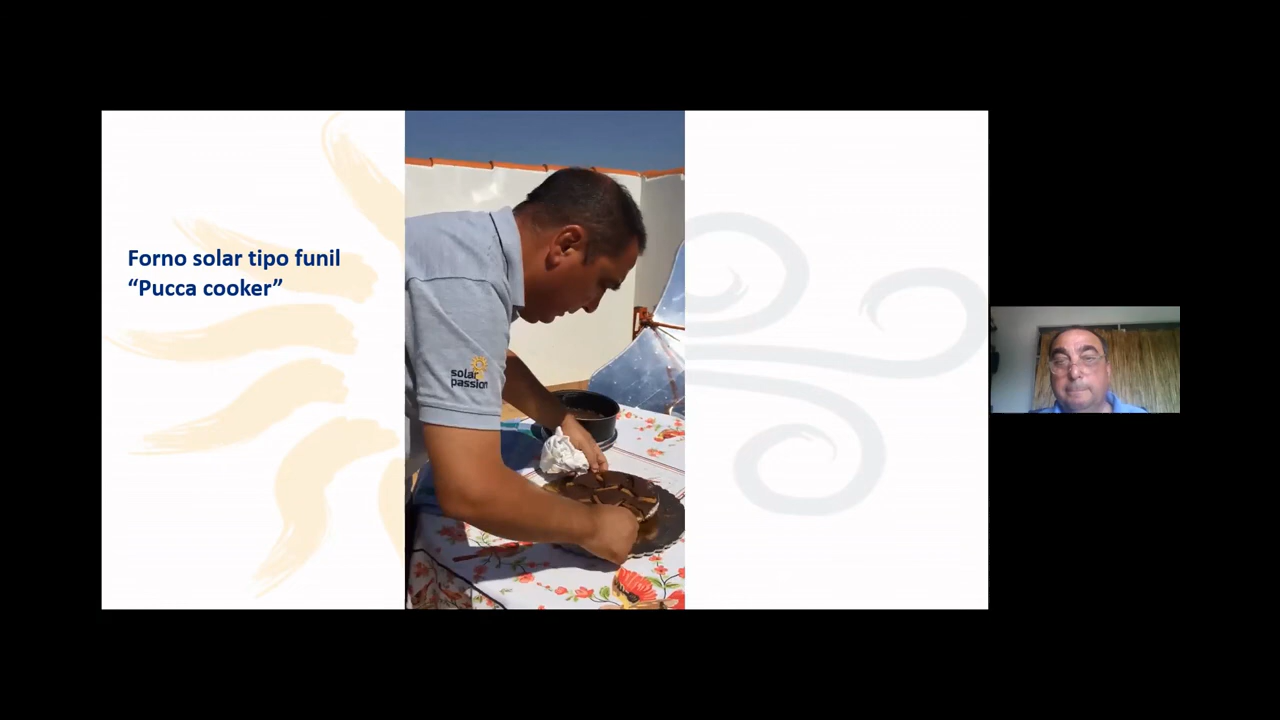 Forno solar tipo funil
“Pucca cooker”
solar
passion